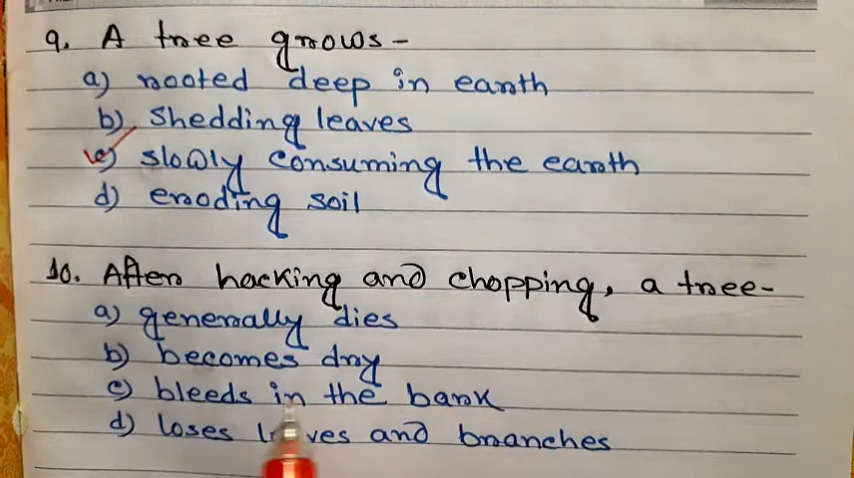 9. A tree grows-
a) rooted deep in earth
b) Shedding leaves
c) slowly consuming the earth
d) eroding soil
10. After hacking and chopping, a tree-
a) generally dies
b) becomes dry
c) bleeds in the bark
d) loses leaves and branches